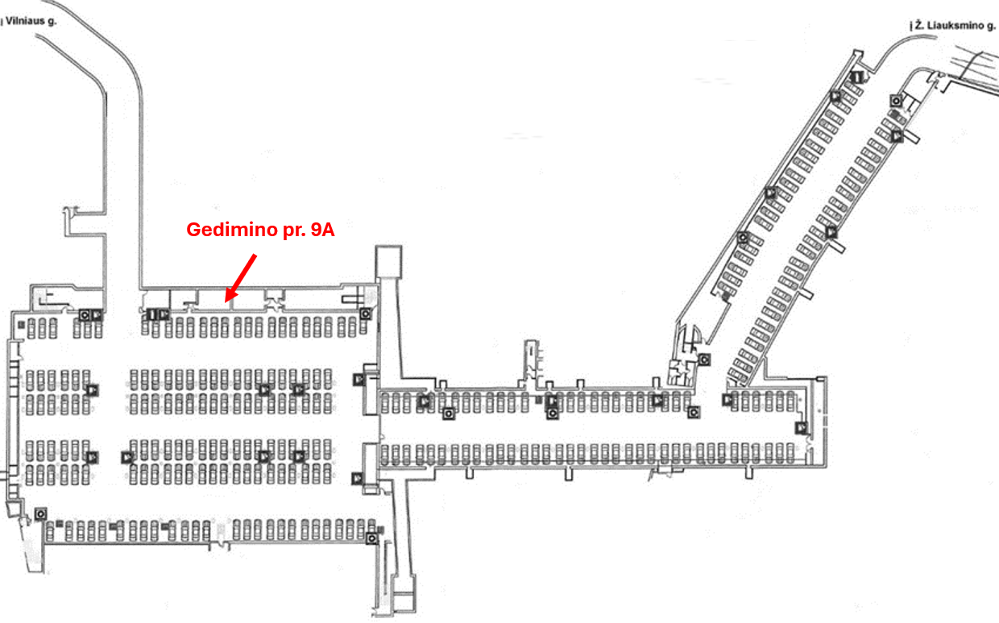 į Vilniaus g.
į Ž. Liauksmino g.
Gedimino pr. 9A